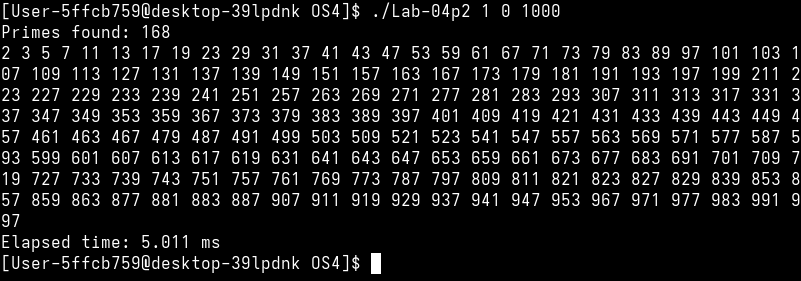 [User-5ffcb759@desktop-39lpdnk OS4]$ ./Lab-04p2 1 0 1000
Primes found: 168
2 3 5 7 11 13 17 19 23 29 31 37 41 43 47 53 59 61 67 71 73 79 83 89 97 101 103 1
07 109 113 127 131 137 139 149 151 157 163 167 173 179 181 191 193 197 199 211 2
23 227 229 233 239 241 251 257 263 269 271 277 281 283 293 307 311 313 317 331 3
37 347 349 353 359 367 373 379 383 389 397 401 409 419 421 431 433 439 443 449 4
57 461 463 467 479 487 491 499 503 509 521 523 541 547 557 563 569 571 577 587 5
93 599 601 607 613 617 619 631 641 643 647 653 659 661 673 677 683 691 701 709 7
19 727 733 739 743 751 757 761 769 773 787 797 809 811 821 823 827 829 839 853 8
57 859 863 877 881 883 887 907 911 919 929 937 941 947 953 967 971 977 983 991 9
97
Elapsed time: 5.011 ms
[User-5ffcb759@desktop-39lpdnk OS4]$